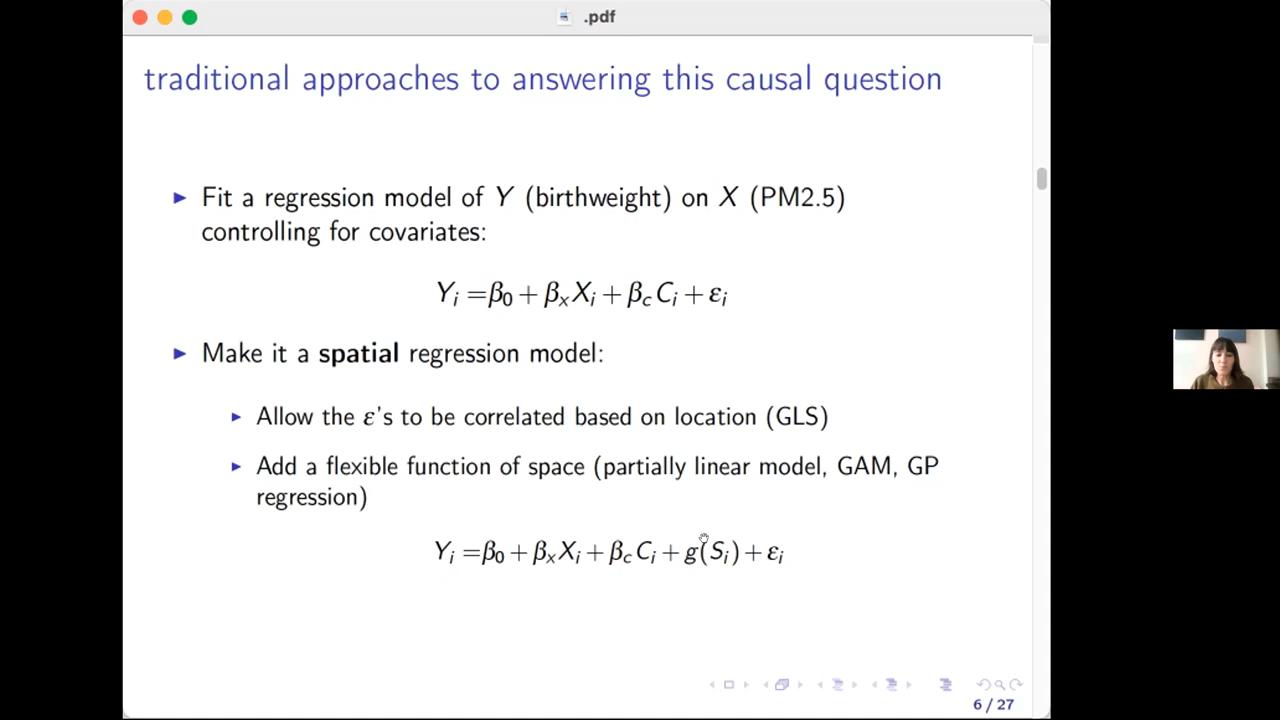 .pdf
traditional approaches to answering this causal question
▶ Fit a regression model of Y (birthweight) on X (PM2.5)
controlling for covariates:
Yᵢ =β₀ + βₓXᵢ + β_c Cᵢ + εᵢ
▶ Make it a spatial regression model:
▶ Allow the ε's to be correlated based on location (GLS)
▶ Add a flexible function of space (partially linear model, GAM, GP
regression)
Yᵢ =β₀ + βₓXᵢ + β_c Cᵢ + g(Sᵢ) + εᵢ
6 / 27